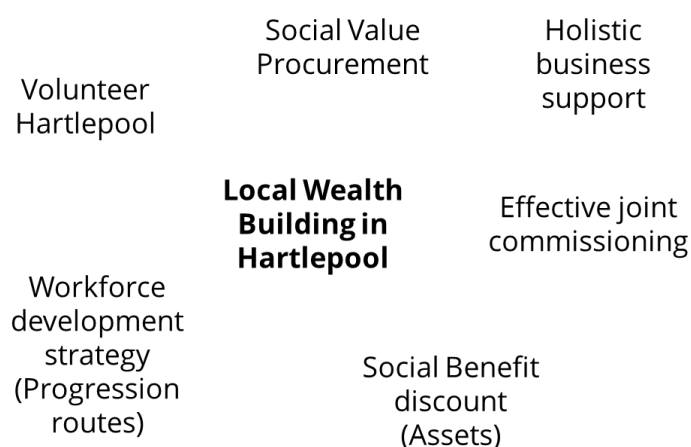 Social Value
Procurement
Holistic
business
support
Volunteer
Hartlepool
Local Wealth
Building in
Hartlepool
Effective joint
commissioning
Workforce
development
strategy
(Progression
routes)
Social Benefit
discount
(Assets)